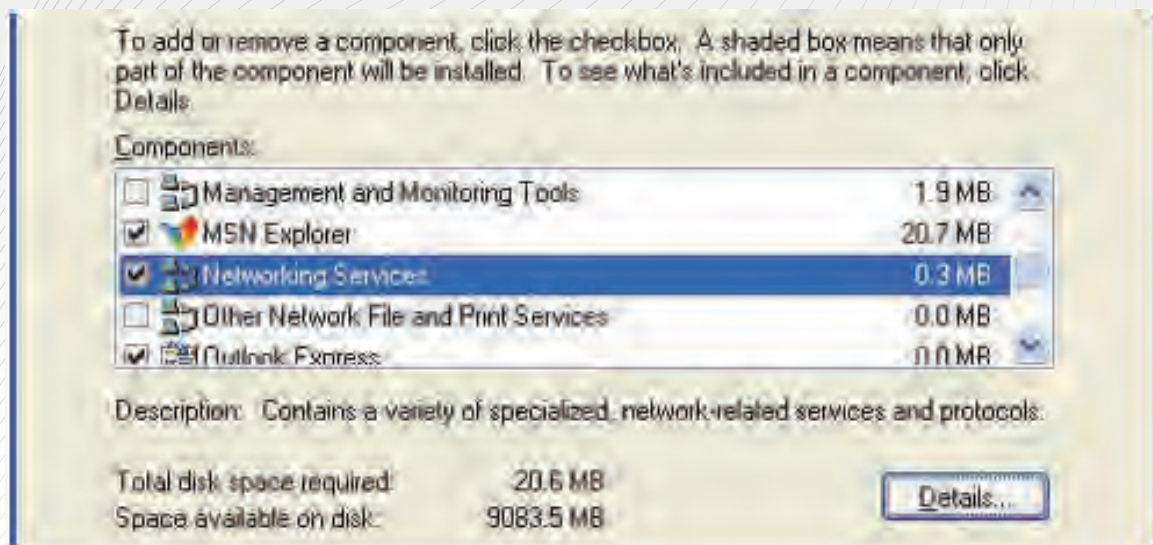 To add or remove a component, click the checkbox. A shaded box means that only
part of the component will be installed. To see what's included in a component, click
Details.
Components:
Management and Monitoring Tools 1.9 MB
MSN Explorer 20.7 MB
Networking Services 0.3 MB
Other Network File and Print Services 0.0 MB
Outlook Express 0.0 MB
Description: Contains a variety of specialized, network-related services and protocols.
Total disk space required: 20.6 MB
Space available on disk: 9083.5 MB
Details...